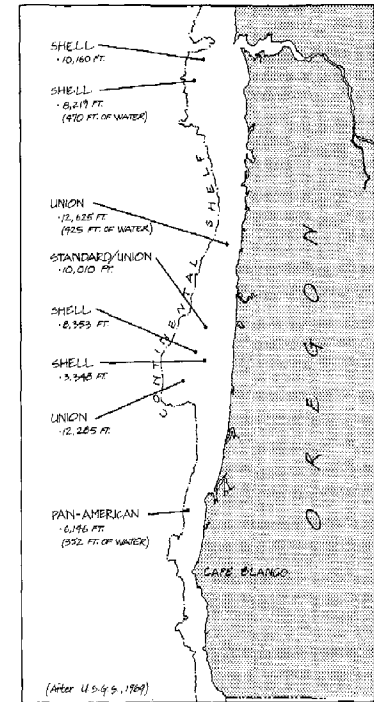 SHELL
·10,160 FT.
SHELL
·8,219 FT.
(470 FT. OF WATER)
UNION
·12,625 FT.
(925 FT. OF WATER)
STANDARD/UNION
·10,010 FT.
SHELL
·8,353 FT.
SHELL
·3,348 FT.
UNION
·12,285 FT.
PAN-AMERICAN
·6,146 FT.
(332 FT. OF WATER)
CONTINENTAL SHELF
OREGON
CAPE BLANCO
(After U.S.G.S., 1969)